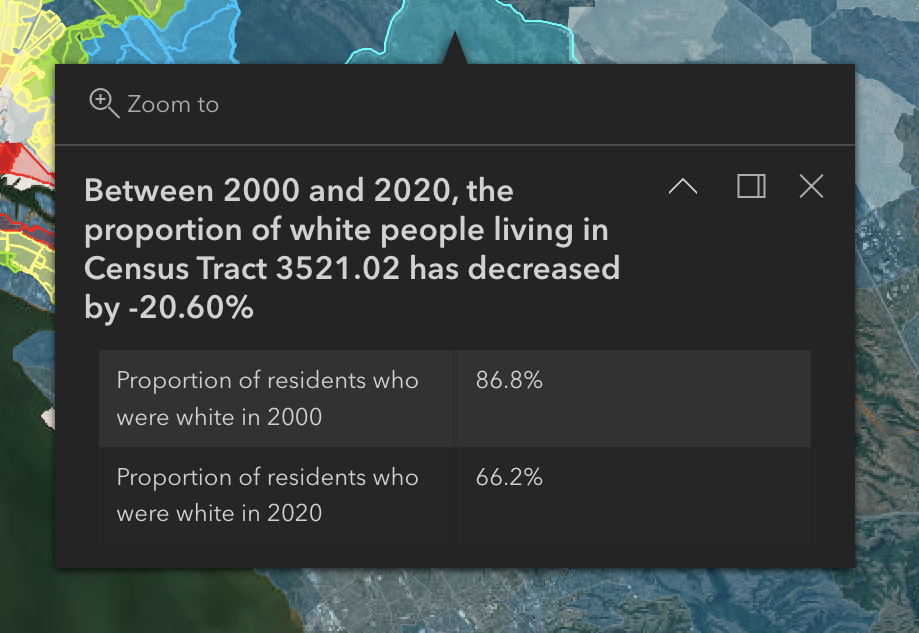 Zoom to
Between 2000 and 2020, the
proportion of white people living in
Census Tract 3521.02 has decreased
by -20.60%
Proportion of residents who
were white in 2000
86.8%
Proportion of residents who
were white in 2020
66.2%